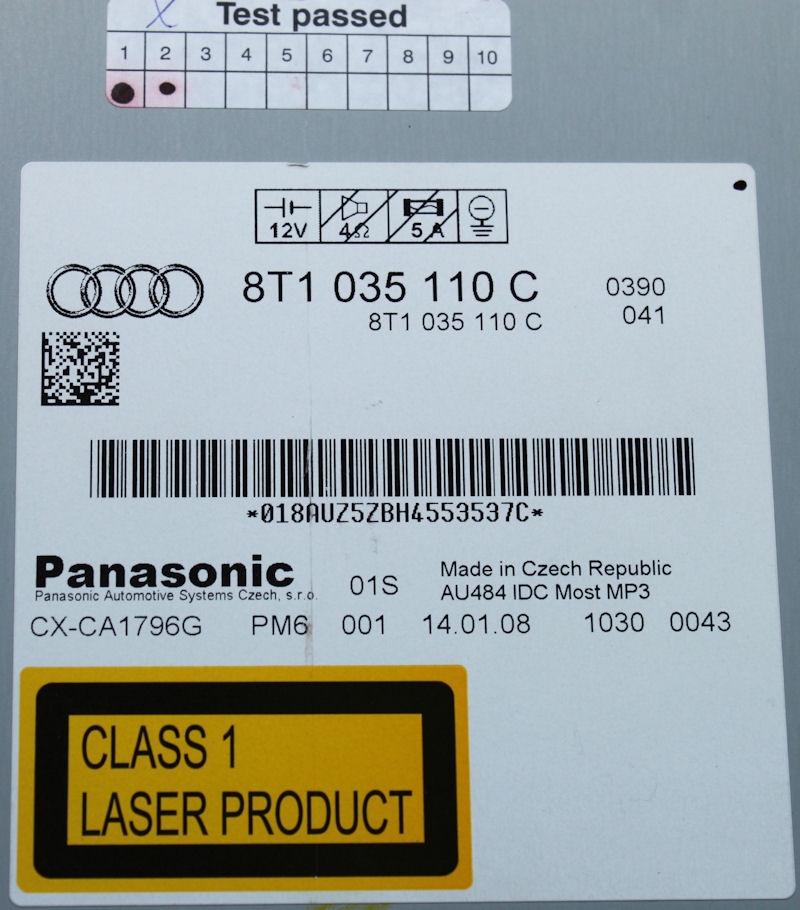 X Test passed
1 2 3 4 5 6 7 8 9 10
12V 4Ω 5 A
8T1 035 110 C 0390
8T1 035 110 C 041
*018AUZ5ZBH4553537C*
Panasonic
Panasonic Automotive Systems Czech, s.r.o. 01S
Made in Czech Republic
AU484 IDC Most MP3
CX-CA1796G PM6 001 14.01.08 1030 0043
CLASS 1
LASER PRODUCT